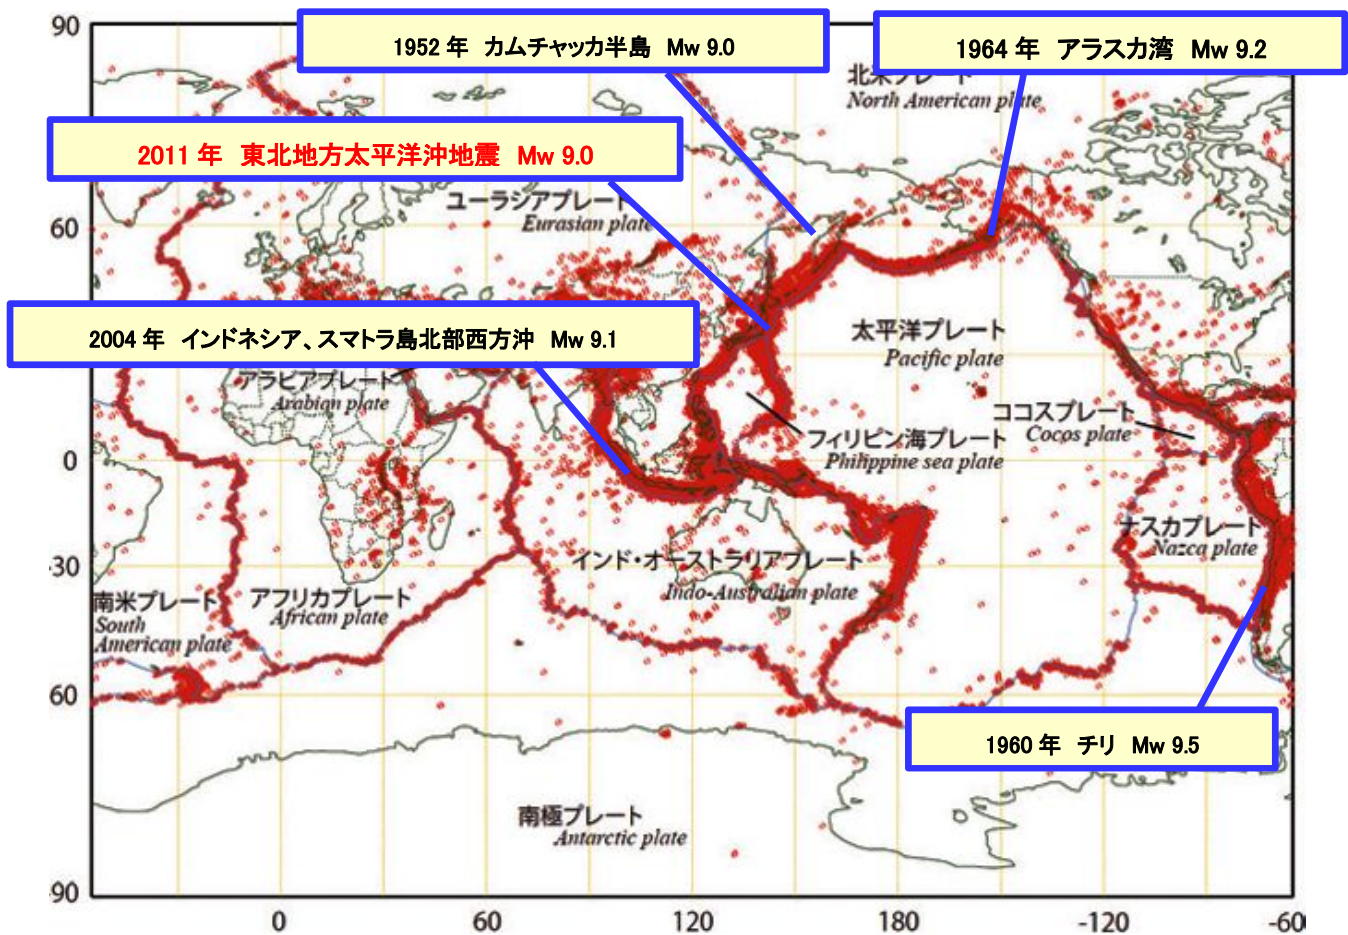 90
1952 年 カムチャッカ半島 Mw 9.0
1964 年 アラスカ湾 Mw 9.2
北米プレート
North American plate
2011 年 東北地方太平洋沖地震 Mw 9.0
ユーラシアプレート
Eurasian plate
60
2004 年 インドネシア、スマトラ島北部西方沖 Mw 9.1
太平洋プレート
Pacific plate
アラビアプレート
Arabian plate
ココスプレート
Cocos plate
フィリピン海プレート
Philippine sea plate
0
ナスカプレート
Nazca plate
インド・オーストラリアプレート
Indo-Australian plate
-30
南米プレート
South
American plate
アフリカプレート
African plate
60
1960 年 チリ Mw 9.5
南極プレート
Antarctic plate
-90
0 60 120 180 -120 -60